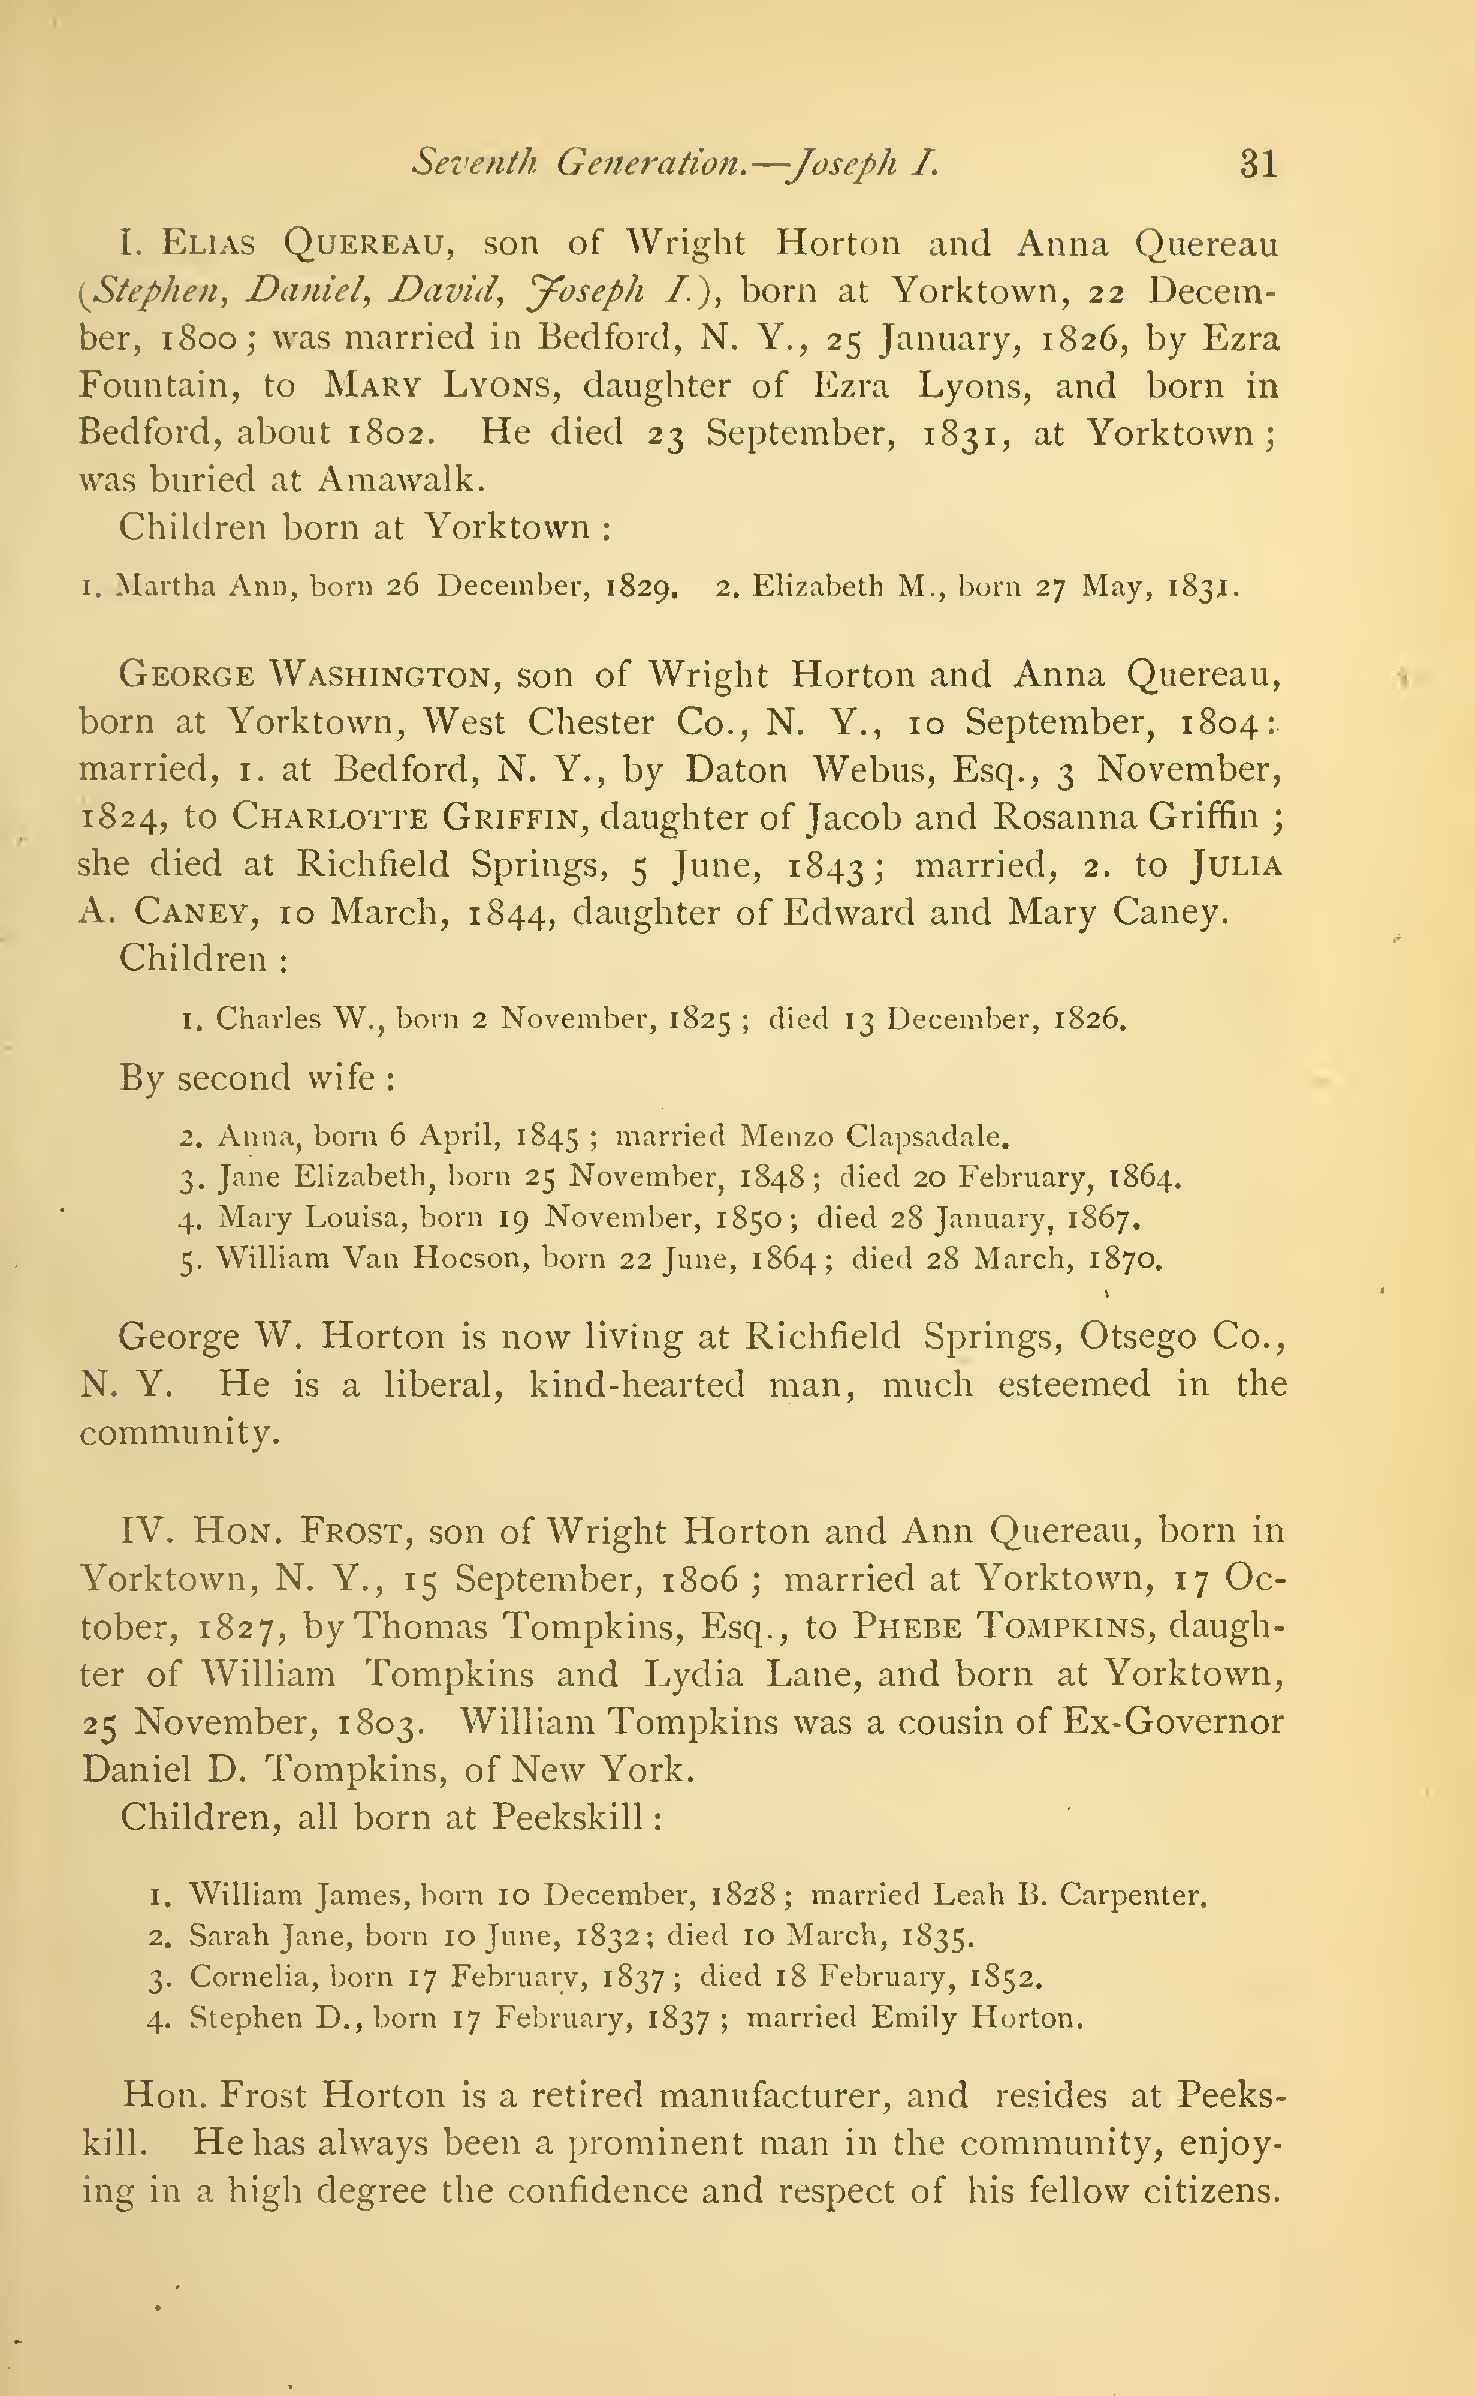 Seventh Generation.—Joseph I. 31
I. ELIAS QUEREAU, son of Wright Horton and Anna Quereau
(Stephen, Daniel, David, Joseph I.), born at Yorktown, 22 Decem-
ber, 1800; was married in Bedford, N. Y., 25 January, 1826, by Ezra
Fountain, to MARY LYONS, daughter of Ezra Lyons, and born in
Bedford, about 1802. He died 23 September, 1831, at Yorktown;
was buried at Amawalk.
Children born at Yorktown :
1. Martha Ann, born 26 December, 1829. 2. Elizabeth M., born 27 May, 1831.
GEORGE WASHINGTON, son of Wright Horton and Anna Quereau,
born at Yorktown, West Chester Co., N. Y., 10 September, 1804:
married, 1. at Bedford, N. Y., by Daton Webus, Esq., 3 November,
1824, to CHARLOTTE GRIFFIN, daughter of Jacob and Rosanna Griffin ;
she died at Richfield Springs, 5 June, 1843; married, 2. to JULIA
A. CANEY, 10 March, 1844, daughter of Edward and Mary Caney.
Children :
1. Charles W., born 2 November, 1825 ; died 13 December, 1826.
By second wife :
2. Anna, born 6 April, 1845 ; married Menzo Clapsadale.
3. Jane Elizabeth, born 25 November, 1848; died 20 February, 1864.
4. Mary Louisa, born 19 November, 1850; died 28 January, 1867.
5. William Van Hocson, born 22 June, 1864; died 28 March, 1870.
George W. Horton is now living at Richfield Springs, Otsego Co.,
N. Y. He is a liberal, kind-hearted man, much esteemed in the
community.
IV. HON. FROST, son of Wright Horton and Ann Quereau, born in
Yorktown, N. Y., 15 September, 1806 ; married at Yorktown, 17 Oc-
tober, 1827, by Thomas Tompkins, Esq., to PHEBE TOMPKINS, daugh-
ter of William Tompkins and Lydia Lane, and born at Yorktown,
25 November, 1803. William Tompkins was a cousin of Ex-Governor
Daniel D. Tompkins, of New York.
Children, all born at Peekskill :
1. William James, born 10 December, 1828; married Leah B. Carpenter.
2. Sarah Jane, born 10 June, 1832; died 10 March, 1835.
3. Cornelia, born 17 February, 1837; died 18 February, 1852.
4. Stephen D., born 17 February, 1837 ; married Emily Horton.
Hon. Frost Horton is a retired manufacturer, and resides at Peeks-
kill. He has always been a prominent man in the community, enjoy-
ing in a high degree the confidence and respect of his fellow citizens.